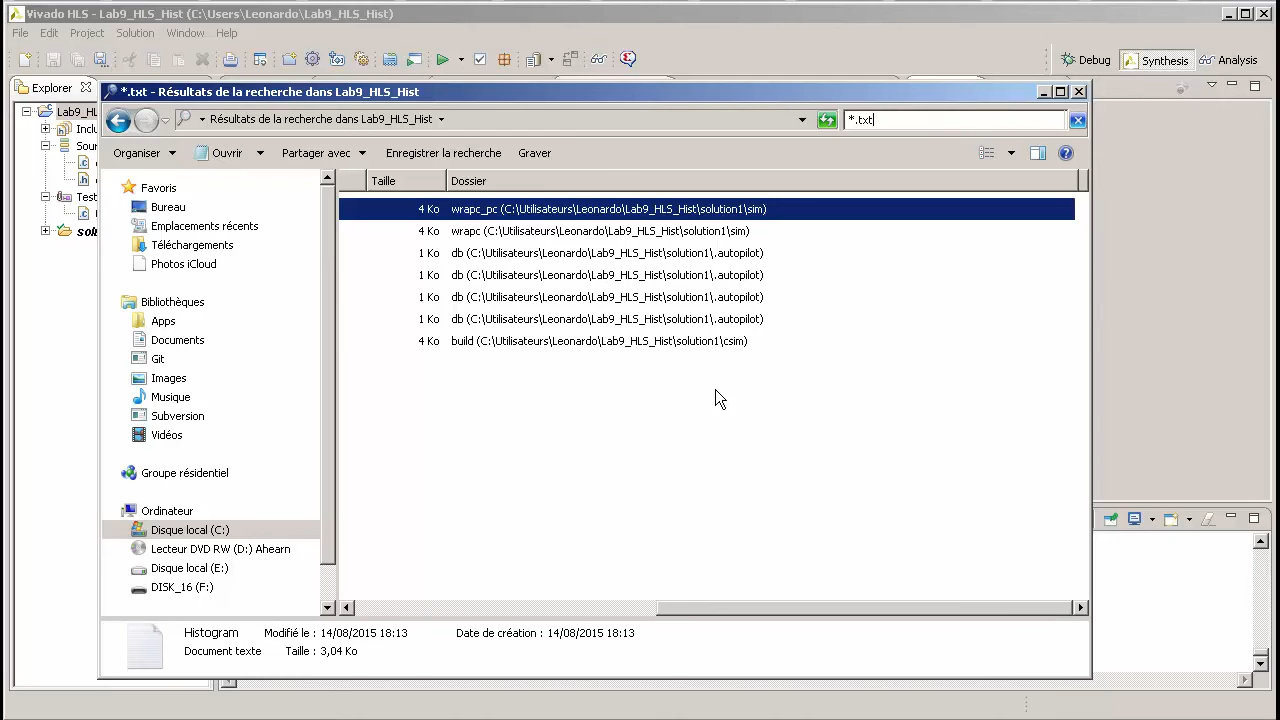 Vivado HLS - Lab9_HLS_Hist (C:\Users\Leonardo\Lab9_HLS_Hist)
File Edit Project Solution Window Help
Debug Synthesis Analysis
Explorer
Lab9_HL
Inclu
Sour
Test
solu
*.txt - Résultats de la recherche dans Lab9_HLS_Hist
Résultats de la recherche dans Lab9_HLS_Hist
*.txt
Organiser Ouvrir Partager avec Enregistrer la recherche Graver
Favoris
Bureau
Emplacements récents
Téléchargements
Photos iCloud
Bibliothèques
Apps
Documents
Git
Images
Musique
Subversion
Vidéos
Groupe résidentiel
Ordinateur
Disque local (C:)
Lecteur DVD RW (D:) Ahearn
Disque local (E:)
DISK_16 (F:)
Taille Dossier
4 Ko wrapc_pc (C:\Utilisateurs\Leonardo\Lab9_HLS_Hist\solution1\sim)
4 Ko wrapc (C:\Utilisateurs\Leonardo\Lab9_HLS_Hist\solution1\sim)
1 Ko db (C:\Utilisateurs\Leonardo\Lab9_HLS_Hist\solution1\.autopilot)
1 Ko db (C:\Utilisateurs\Leonardo\Lab9_HLS_Hist\solution1\.autopilot)
1 Ko db (C:\Utilisateurs\Leonardo\Lab9_HLS_Hist\solution1\.autopilot)
1 Ko db (C:\Utilisateurs\Leonardo\Lab9_HLS_Hist\solution1\.autopilot)
4 Ko build (C:\Utilisateurs\Leonardo\Lab9_HLS_Hist\solution1\csim)
Histogram Modifié le : 14/08/2015 18:13 Date de création : 14/08/2015 18:13
Document texte Taille : 3,04 Ko